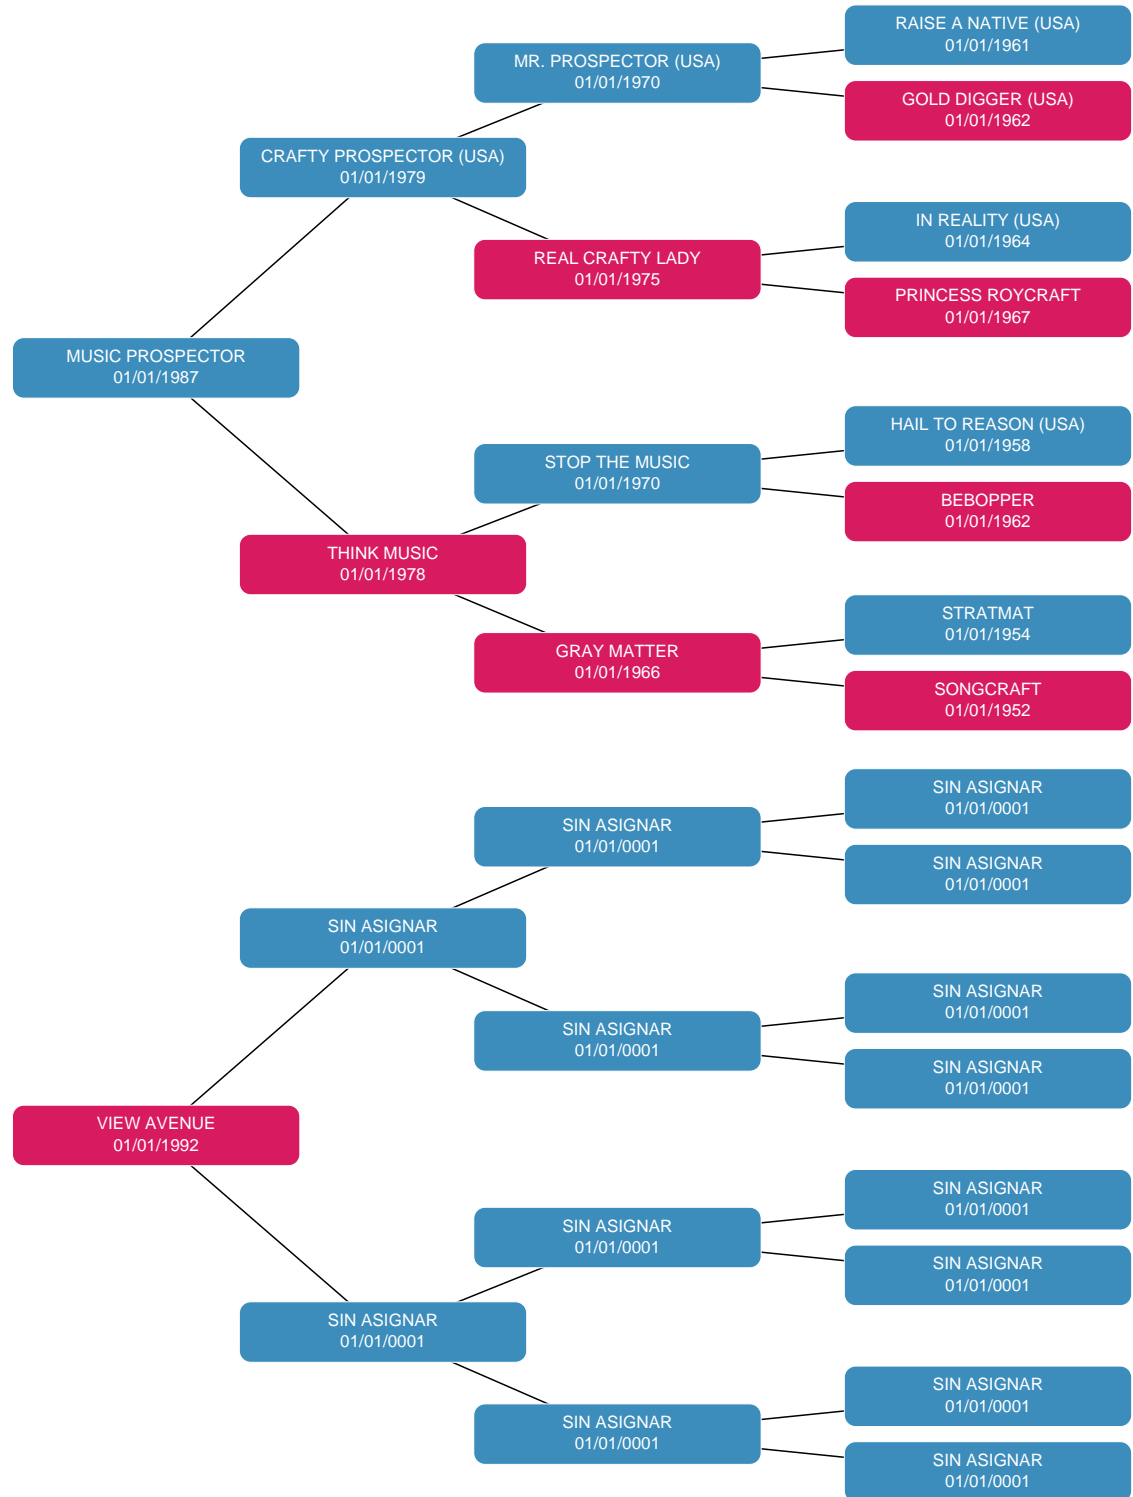 RAISE A NATIVE (USA)
01/01/1961
MR. PROSPECTOR (USA)
01/01/1970
GOLD DIGGER (USA)
01/01/1962
CRAFTY PROSPECTOR (USA)
01/01/1979
IN REALITY (USA)
01/01/1964
REAL CRAFTY LADY
01/01/1975
PRINCESS ROYCRAFT
01/01/1967
MUSIC PROSPECTOR
01/01/1987
HAIL TO REASON (USA)
01/01/1958
STOP THE MUSIC
01/01/1970
BEBOPPER
01/01/1962
THINK MUSIC
01/01/1978
STRATMAT
01/01/1954
GRAY MATTER
01/01/1966
SONGCRAFT
01/01/1952
SIN ASIGNAR
01/01/0001
SIN ASIGNAR
01/01/0001
SIN ASIGNAR
01/01/0001
SIN ASIGNAR
01/01/0001
SIN ASIGNAR
01/01/0001
SIN ASIGNAR
01/01/0001
SIN ASIGNAR
01/01/0001
VIEW AVENUE
01/01/1992
SIN ASIGNAR
01/01/0001
SIN ASIGNAR
01/01/0001
SIN ASIGNAR
01/01/0001
SIN ASIGNAR
01/01/0001
SIN ASIGNAR
01/01/0001
SIN ASIGNAR
01/01/0001
SIN ASIGNAR
01/01/0001